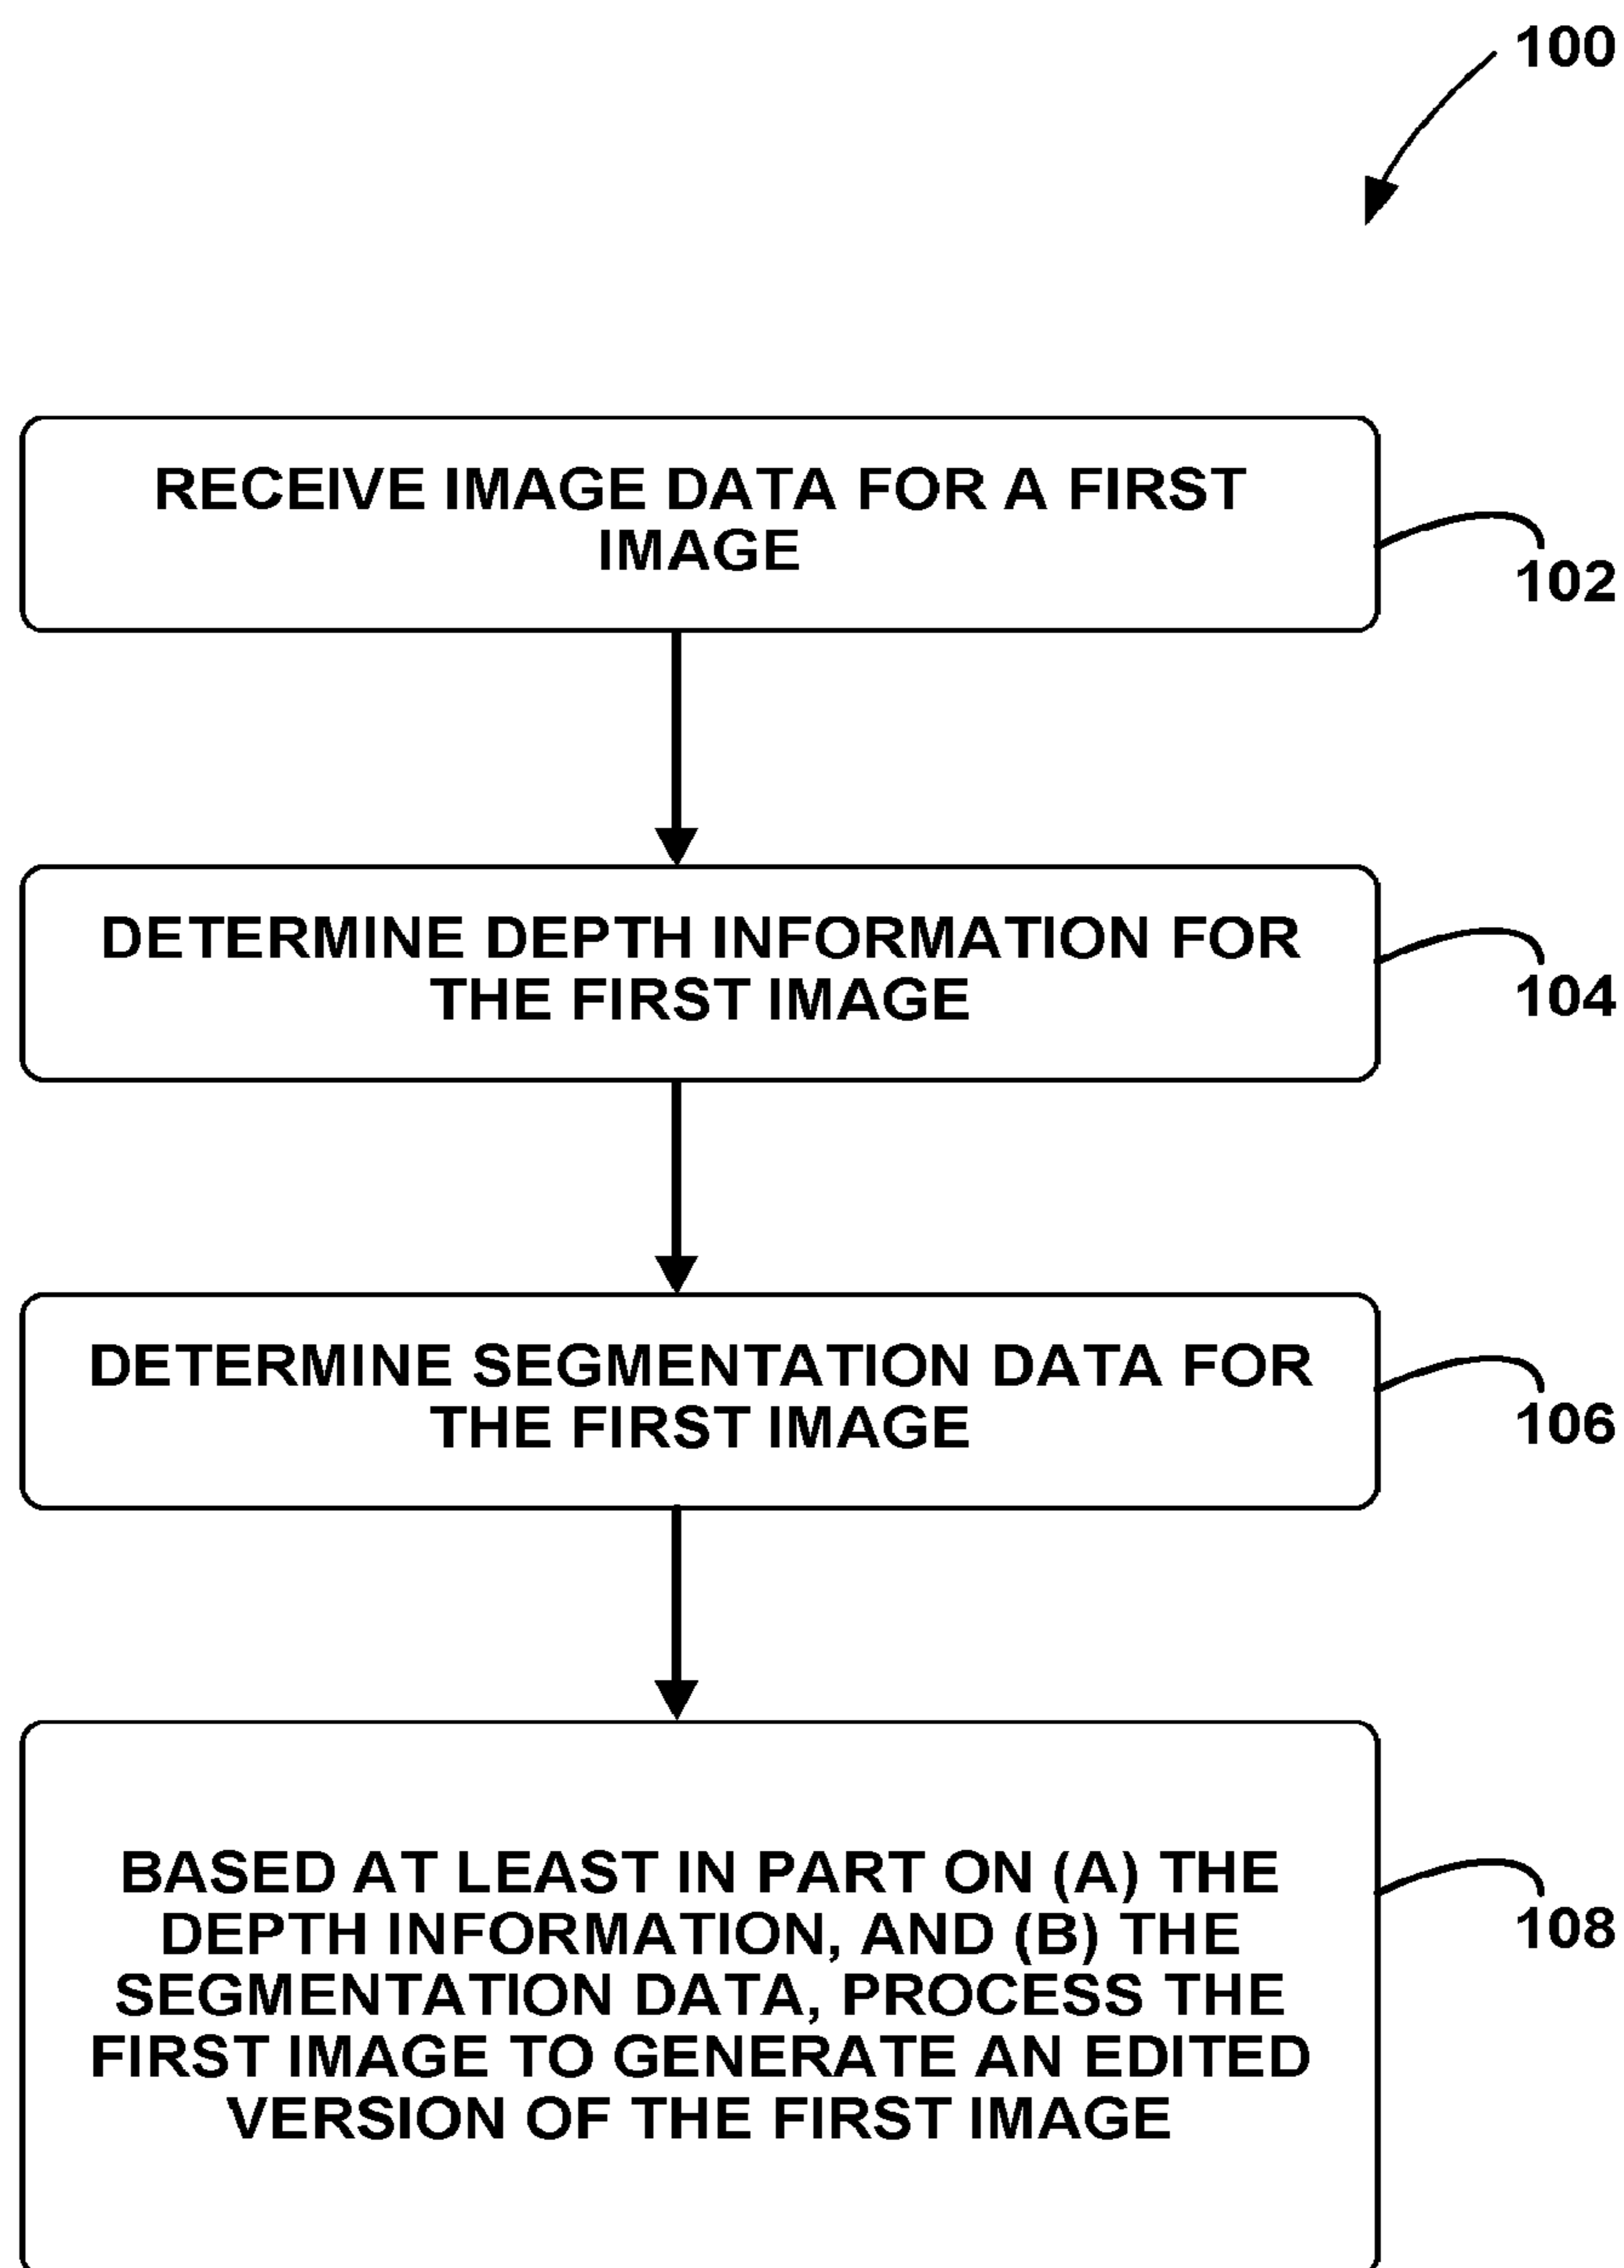 100
RECEIVE IMAGE DATA FOR A FIRST
IMAGE
102
DETERMINE DEPTH INFORMATION FOR
THE FIRST IMAGE
104
DETERMINE SEGMENTATION DATA FOR
THE FIRST IMAGE
106
BASED AT LEAST IN PART ON (A) THE
DEPTH INFORMATION, AND (B) THE
SEGMENTATION DATA, PROCESS THE
FIRST IMAGE TO GENERATE AN EDITED
VERSION OF THE FIRST IMAGE
108